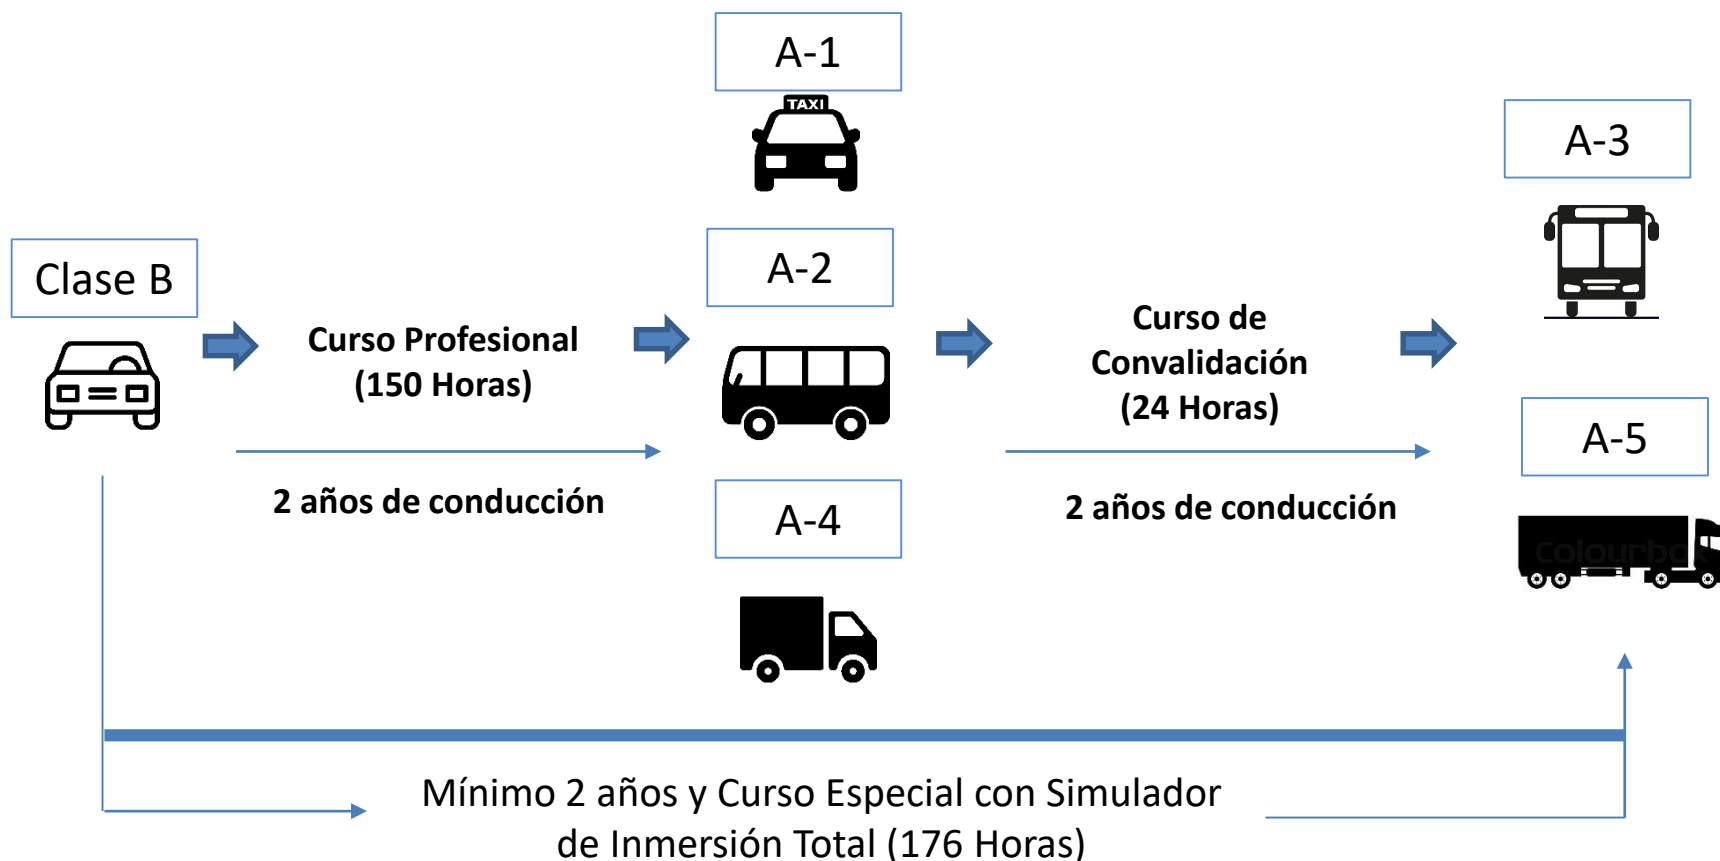 A-1
TAXI
A-3
Clase B
A-2
Curso Profesional
(150 Horas)
Curso de
Convalidación
(24 Horas)
2 años de conducción
A-4
2 años de conducción
A-5
colourbox
Mínimo 2 años y Curso Especial con Simulador
de Inmersión Total (176 Horas)